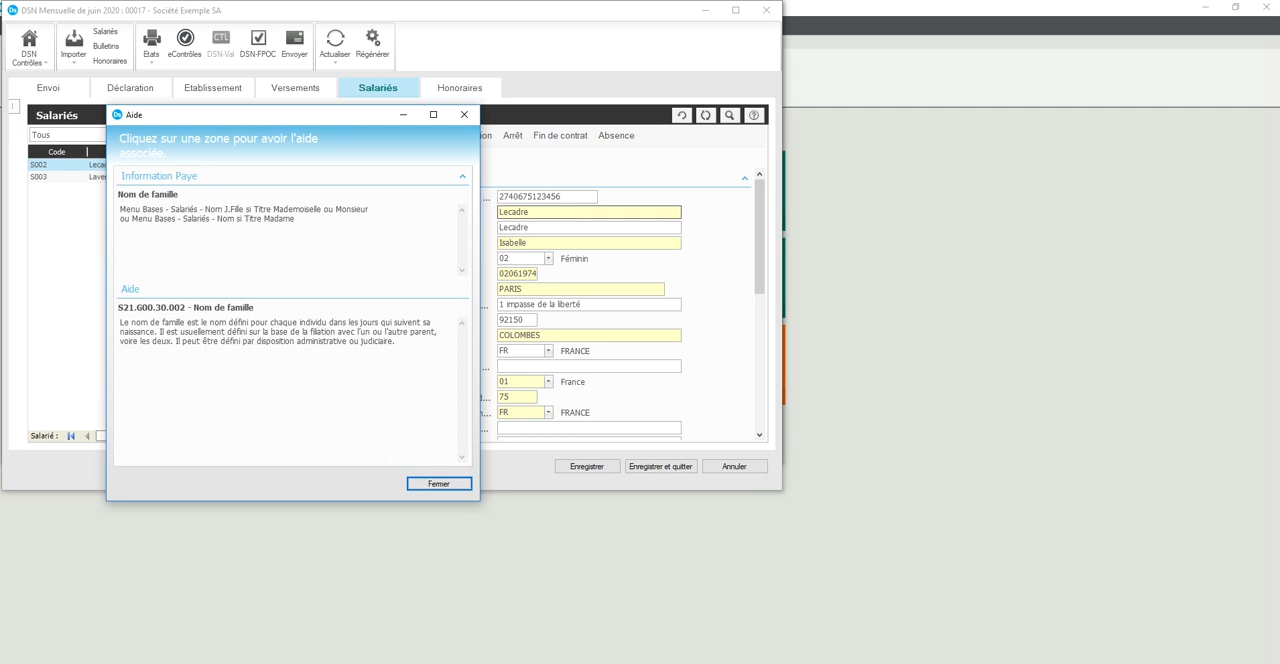 DSN Mensuelle de juin 2020 : 00017 - Société Exemple SA
DSN Contrôles
Importer
Salariés
Bulletins
Honoraires
Etats
eContrôles
CTL
DSN-Val
DSN-FPOC
Envoyer
Actualiser
Régénérer
Envoi
Déclaration
Etablissement
Versements
Salariés
Honoraires
Salariés
Tous
Code
S002
S003
Salarié :
Aide
Cliquez sur une zone pour avoir l'aide
associée.
Information Paye
Nom de famille
Menu Bases - Salariés - Nom J.Fille si Titre Mademoiselle ou Monsieur
ou Menu Bases - Salariés - Nom si Titre Madame
Aide
S21.600.30.002 - Nom de famille
Le nom de famille est le nom défini pour chaque individu dans les jours qui suivent sa
naissance. Il est usuellement défini sur la base de la filiation avec l'un ou l'autre parent,
voire les deux. Il peut être défini par disposition administrative ou judiciaire.
Fermer
Arrêt Fin de contrat Absence
2740675123456
Lecadre
Lecadre
Isabelle
02 Féminin
02061974
PARIS
1 impasse de la liberté
92150
COLOMBES
FR FRANCE
01 France
75
FR FRANCE
Enregistrer
Enregistrer et quitter
Annuler